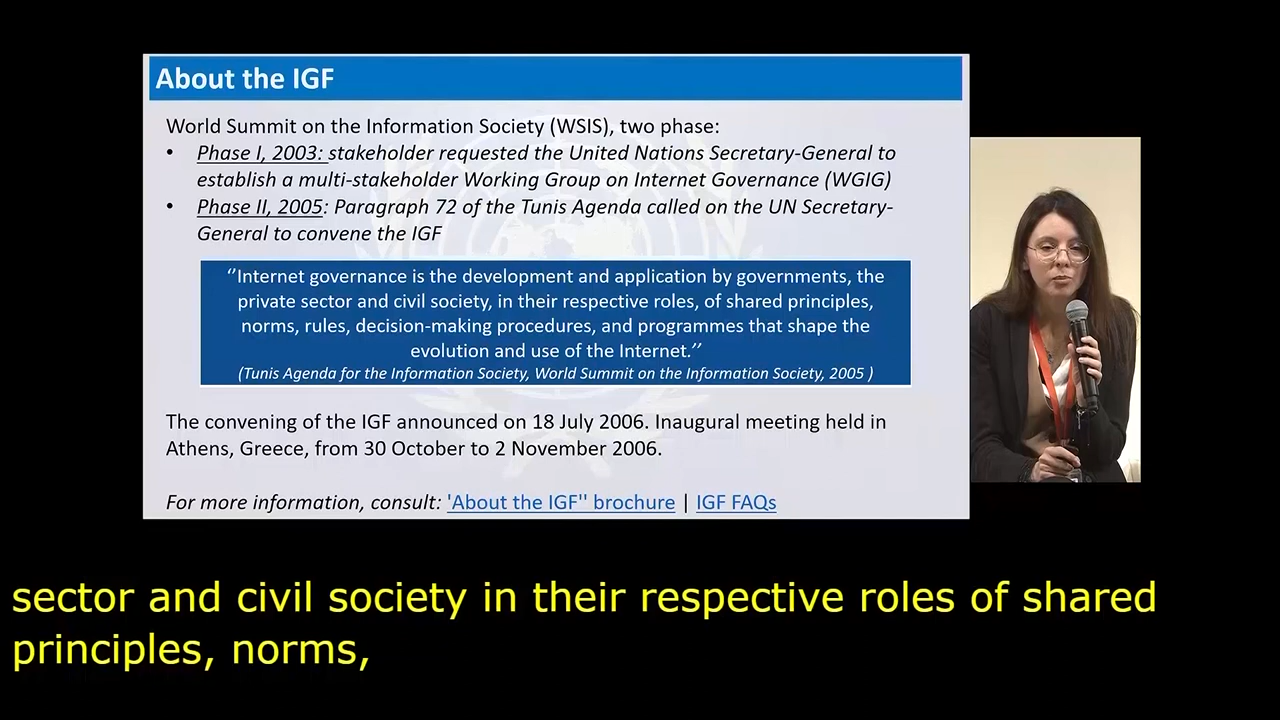 About the IGF
World Summit on the Information Society (WSIS), two phase:
• Phase I, 2003: stakeholder requested the United Nations Secretary-General to
establish a multi-stakeholder Working Group on Internet Governance (WGIG)
• Phase II, 2005: Paragraph 72 of the Tunis Agenda called on the UN Secretary-
General to convene the IGF
‘‘Internet governance is the development and application by governments, the
private sector and civil society, in their respective roles, of shared principles,
norms, rules, decision-making procedures, and programmes that shape the
evolution and use of the Internet.’’
(Tunis Agenda for the Information Society, World Summit on the Information Society, 2005 )
The convening of the IGF announced on 18 July 2006. Inaugural meeting held in
Athens, Greece, from 30 October to 2 November 2006.
For more information, consult: 'About the IGF'' brochure | IGF FAQs
sector and civil society in their respective roles of shared
principles, norms,